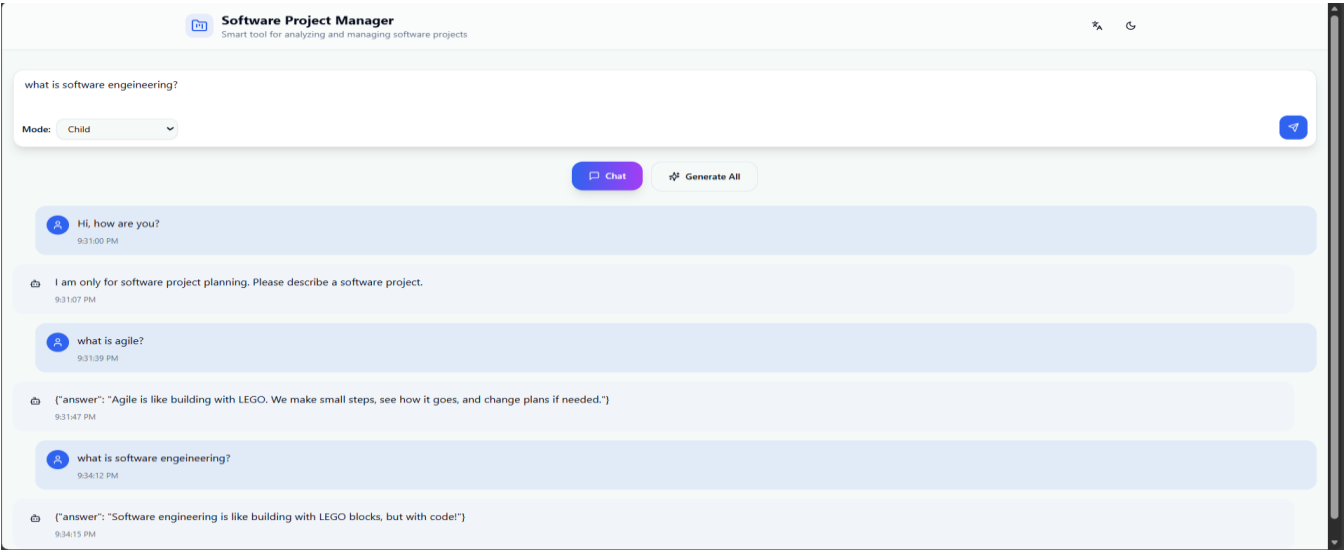 Software Project Manager
Smart tool for analyzing and managing software projects
what is software engeineering?
Mode: Child
Chat Generate All
Hi, how are you?
9:31:00 PM
I am only for software project planning. Please describe a software project.
9:31:07 PM
what is agile?
9:31:39 PM
{"answer": "Agile is like building with LEGO. We make small steps, see how it goes, and change plans if needed."}
9:31:47 PM
what is software engeineering?
9:34:12 PM
{"answer": "Software engineering is like building with LEGO blocks, but with code!"}
9:34:15 PM